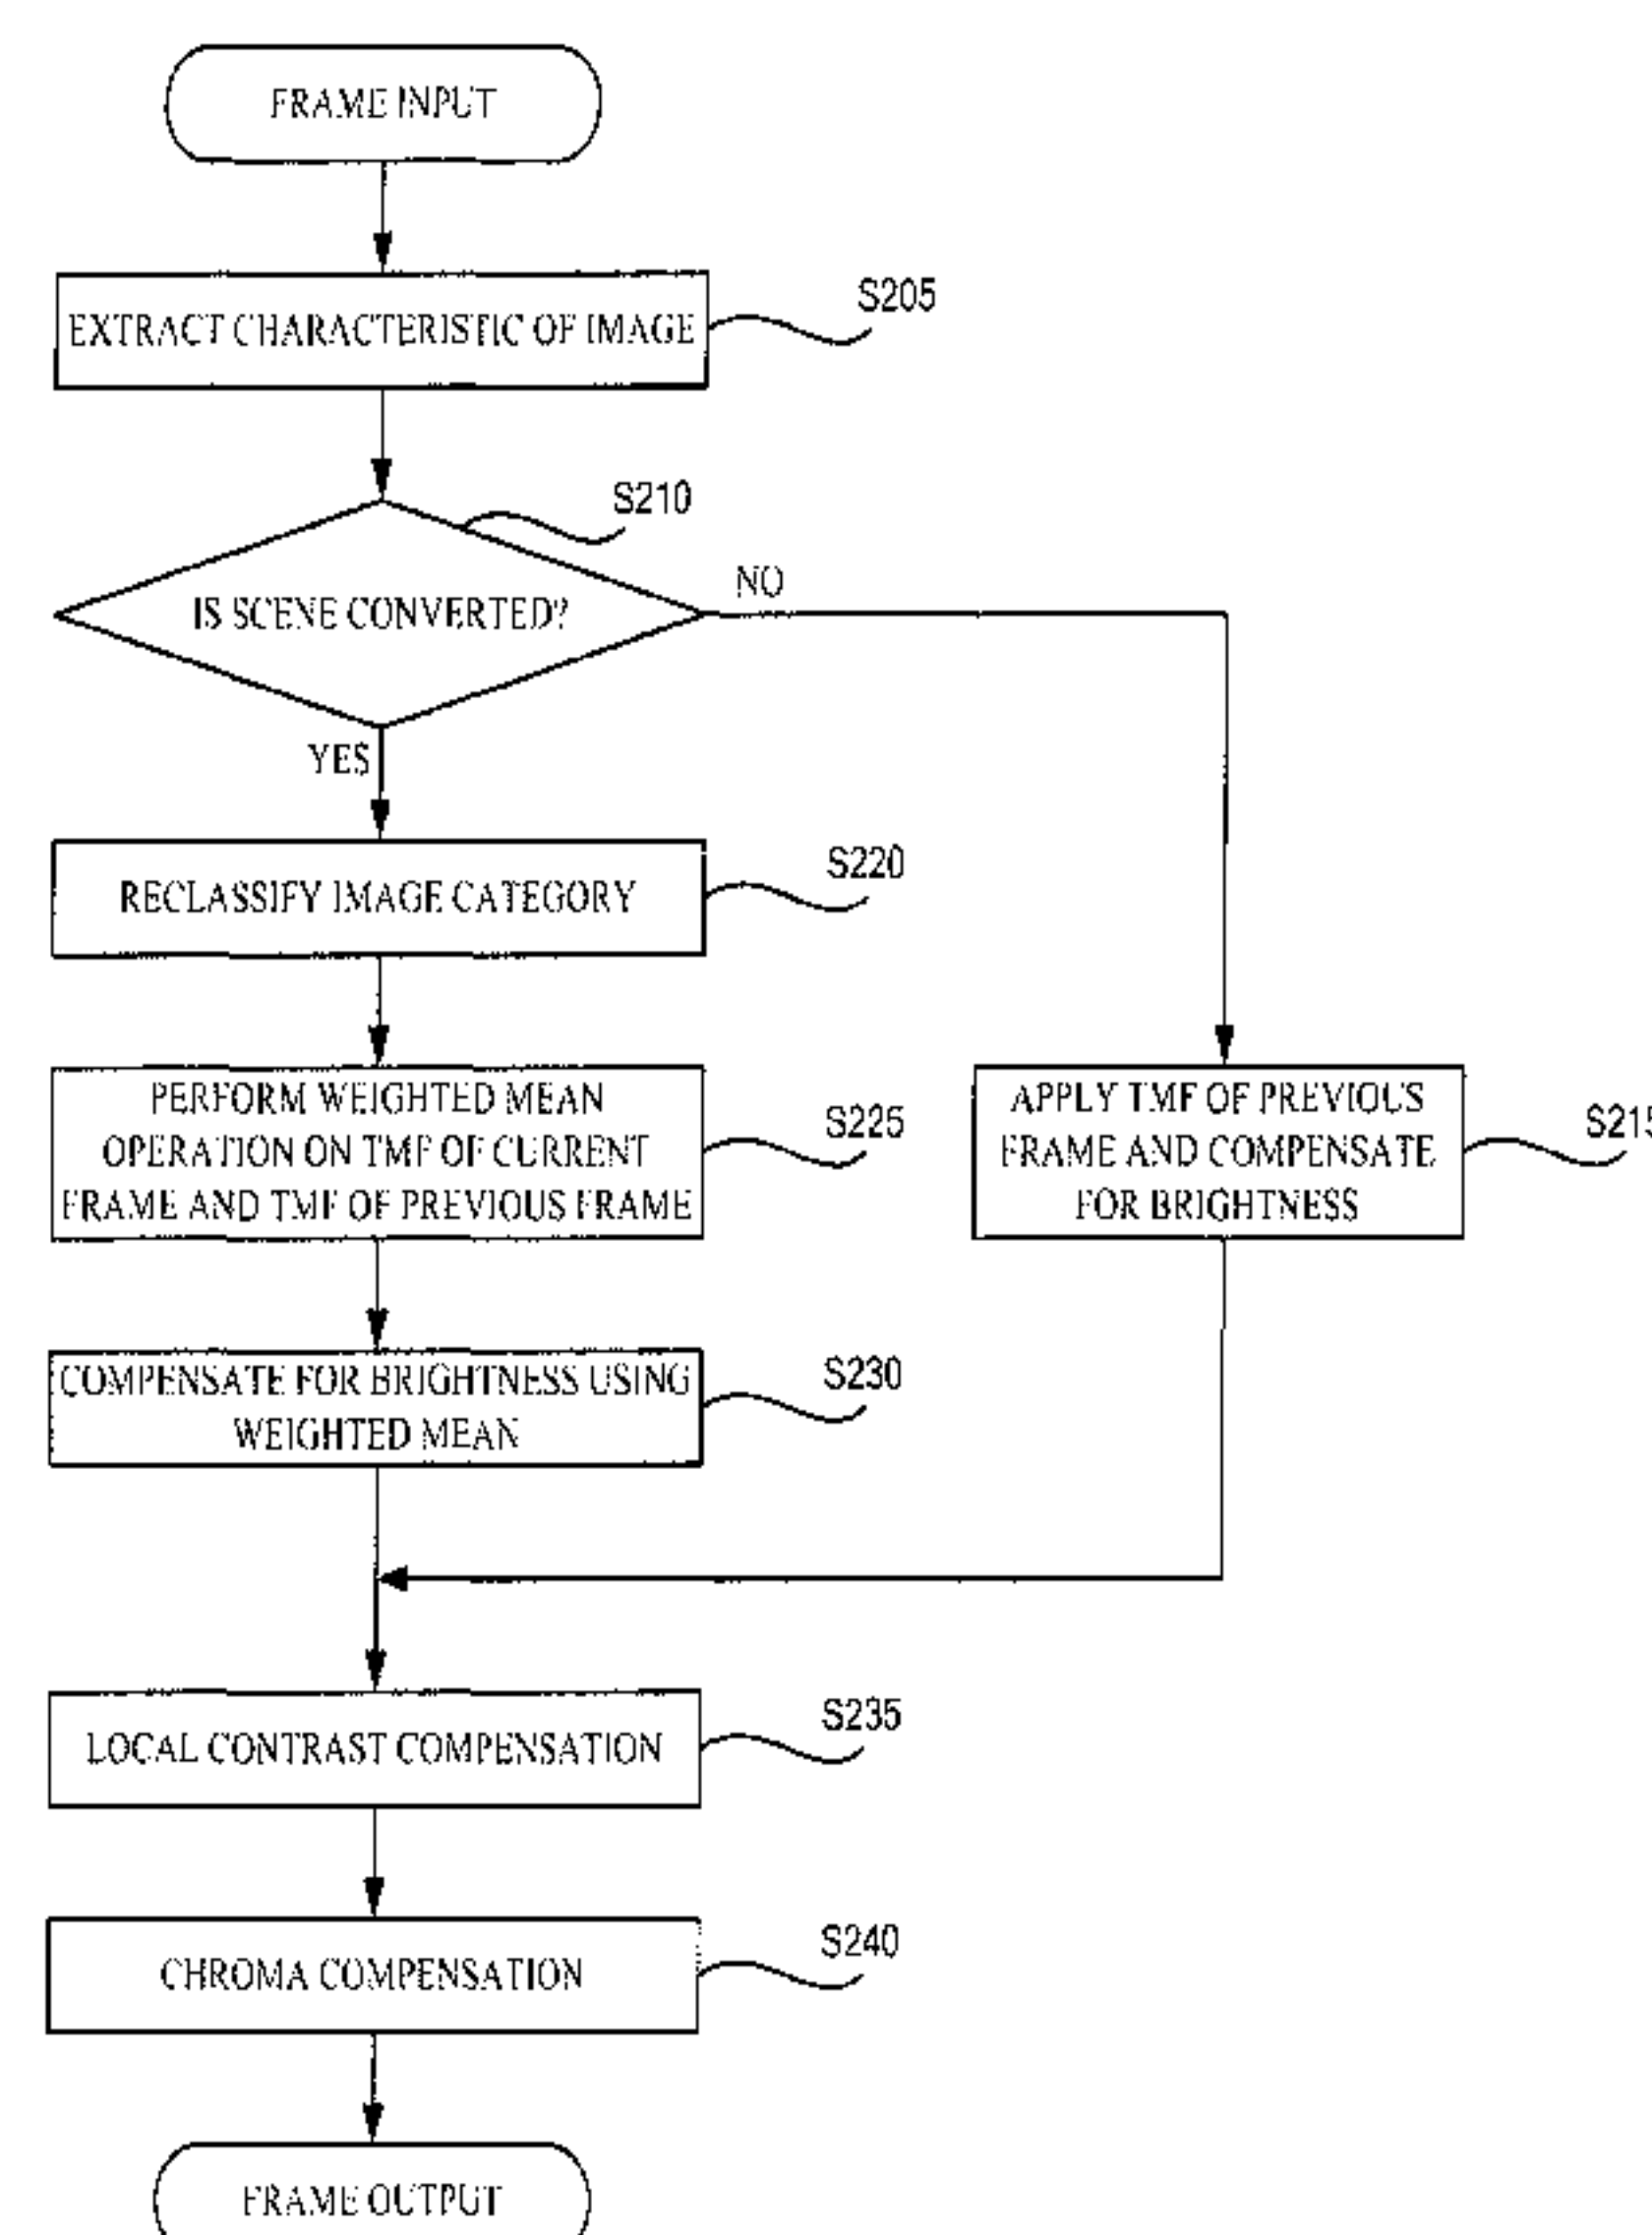 FRAME INPUT
EXTRACT CHARACTERISTIC OF IMAGE
S205
S210
IS SCENE CONVERTED?
NO
YES
RECLASSIFY IMAGE CATEGORY
S220
PERFORM WEIGHTED MEAN
OPERATION ON TMF OF CURRENT
FRAME AND TMF OF PREVIOUS FRAME
S225
APPLY TMF OF PREVIOUS
FRAME AND COMPENSATE
FOR BRIGHTNESS
S215
COMPENSATE FOR BRIGHTNESS USING
WEIGHTED MEAN
S230
LOCAL CONTRAST COMPENSATION
S235
CHROMA COMPENSATION
S240
FRAME OUTPUT